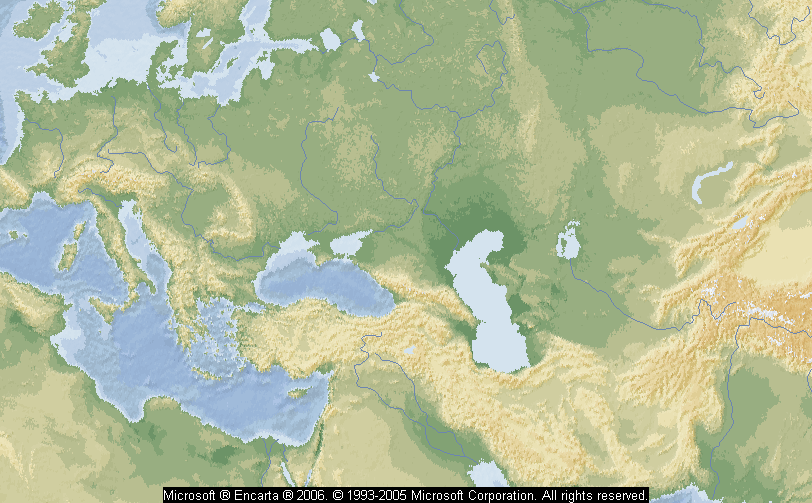 Microsoft ® Encarta ® 2006. © 1993-2005 Microsoft Corporation. All rights reserved.